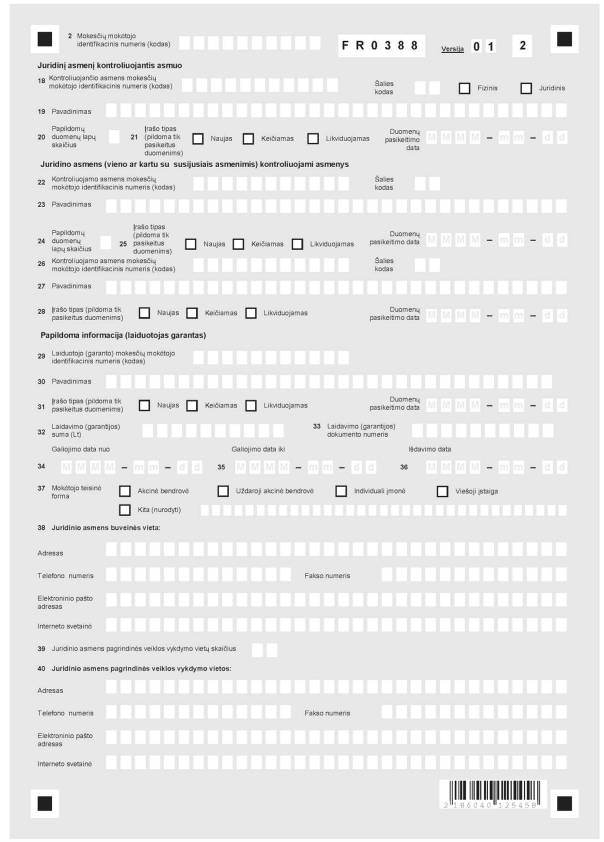 2 Mokesčių mokėtojo
identifikacinis numeris (kodas)
FR0388 Versija 01 2
Juridinį asmenį kontroliuojantis asmuo
18 Kontroliuojančio asmens mokesčių
mokėtojo identifikacinis numeris (kodas)
Šalies
kodas
Fizinis Juridinis
19 Pavadinimas
20 Papildomų
duomenų lapų
skaičius
21 Įrašo tipas
(pildoma tik
pasikeitus
duomenims)
Naujas Keičiamas Likviduojamas
Duomenų
pasikeitimo
data
MMMM – mm – dd
Juridino asmens (vieno ar kartu su susijusiais asmenimis) kontroliuojami asmenys
22 Kontroliuojamo asmens mokesčių
mokėtojo identifikacinis numeris (kodas)
Šalies
kodas
23 Pavadinimas
24 Papildomų
duomenų
lapų skaičius
25 Įrašo tipas
(pildoma tik
pasikeitus
duomenims)
Naujas Keičiamas Likviduojamas
Duomenų
pasikeitimo data
MMMM – mm – dd
26 Kontroliuojamo asmens mokesčių
mokėtojo identifikacinis numeris (kodas)
Šalies
kodas
27 Pavadinimas
28 Įrašo tipas (pildoma tik
pasikeitus duomenims)
Naujas Keičiamas Likviduojamas
Duomenų
pasikeitimo data
MMMM – mm – dd
Papildoma informacija (laiduotojas garantas)
29 Laiduotojo (garanto) mokesčių mokėtojo
identifikacinis numeris (kodas)
30 Pavadinimas
31 Įrašo tipas (pildoma tik
pasikeitus duomenims)
Naujas Keičiamas Likviduojamas
Duomenų
pasikeitimo data
MMMM – mm – dd
32 Laidavimo (garantijos)
suma (Lt)
33 Laidavimo (garantijos)
dokumento numeris
Galiojimo data nuo Galiojimo data iki Išdavimo data
34 MMMM – mm – dd 35 MMMM – mm – dd 36 MMMM – mm – dd
37 Mokėtojo teisinė
forma
Akcinė bendrovė Uždaroji akcinė bendrovė Individuali įmonė Viešoji įstaiga
Kita (nurodyti)
38 Juridinio asmens buveinės vieta:
Adresas
Telefono numeris Fakso numeris
Elektroninio pašto
adresas
Interneto svetainė
39 Juridinio asmens pagrindinės veiklos vykdymo vietų skaičius
40 Juridinio asmens pagrindinės veiklos vykdymo vietos:
Adresas
Telefono numeris Fakso numeris
Elektroninio pašto
adresas
Interneto svetainė
2 186040 125458